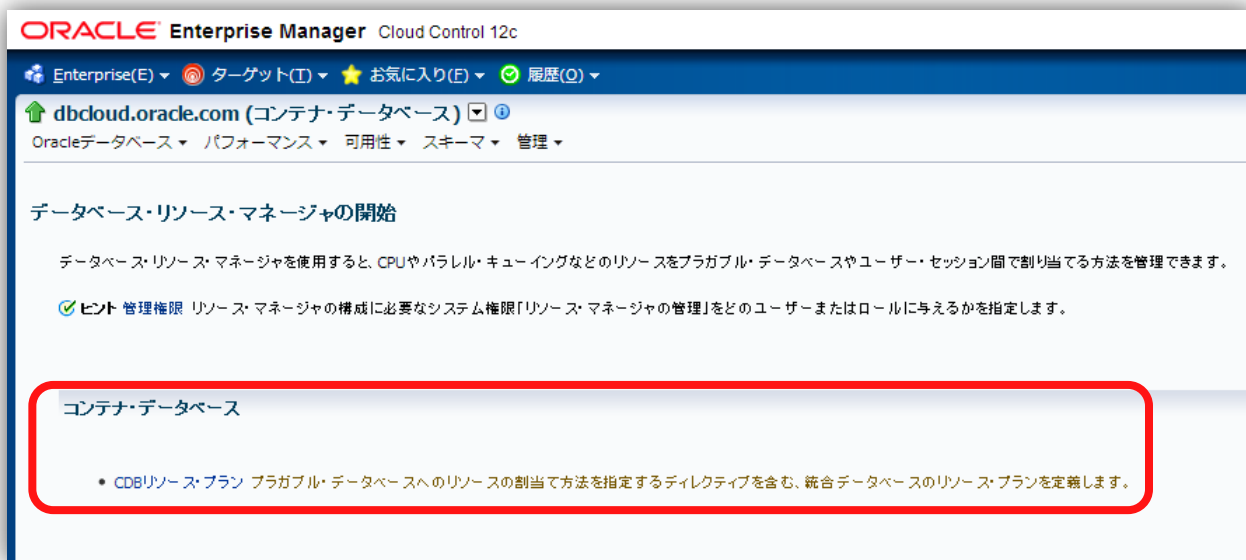 ORACLE Enterprise Manager Cloud Control 12c
Enterprise(E) ターゲット(T) お気に入り(F) 履歴(O)
dbcloud.oracle.com (コンテナ・データベース)
Oracleデータベース パフォーマンス 可用性 スキーマ 管理
データベース・リソース・マネージャの開始
データベース・リソース・マネージャを使用すると、CPUやパラレル・キューイングなどのリソースをプラガブル・データベースやユーザー・セッション間で割り当てる方法を管理できます。
ヒント 管理権限 リソース・マネージャの構成に必要なシステム権限「リソース・マネージャの管理」をどのユーザーまたはロールに与えるかを指定します。
コンテナ・データベース
• CDBリソース・プラン プラガブル・データベースへのリソースの割当て方法を指定するディレクティブを含む、統合データベースのリソース・プランを定義します。